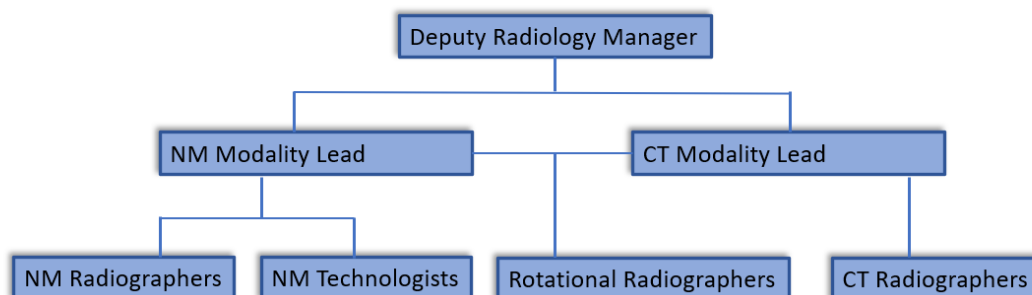 Deputy Radiology Manager
NM Modality Lead
CT Modality Lead
NM Radiographers
NM Technologists
Rotational Radiographers
CT Radiographers